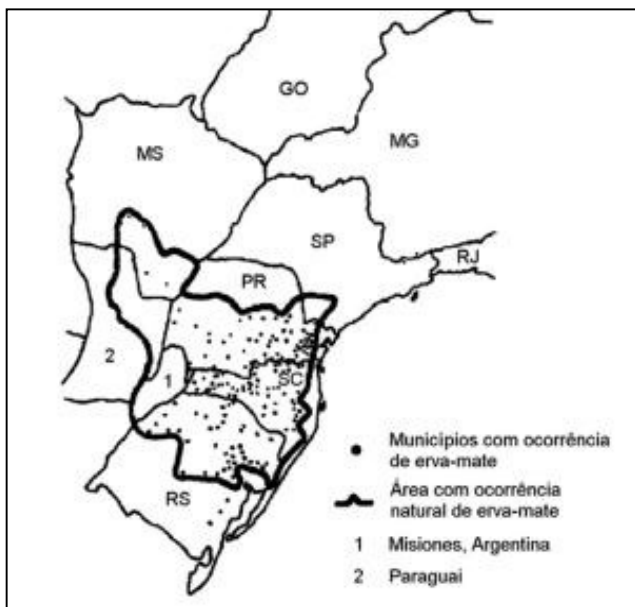 GO
MS
MG
SP
RJ
PR
2
1
SC
RS
Municípios com ocorrência
de erva-mate
Área com ocorrência
natural de erva-mate
1 Misiones, Argentina
2 Paraguai